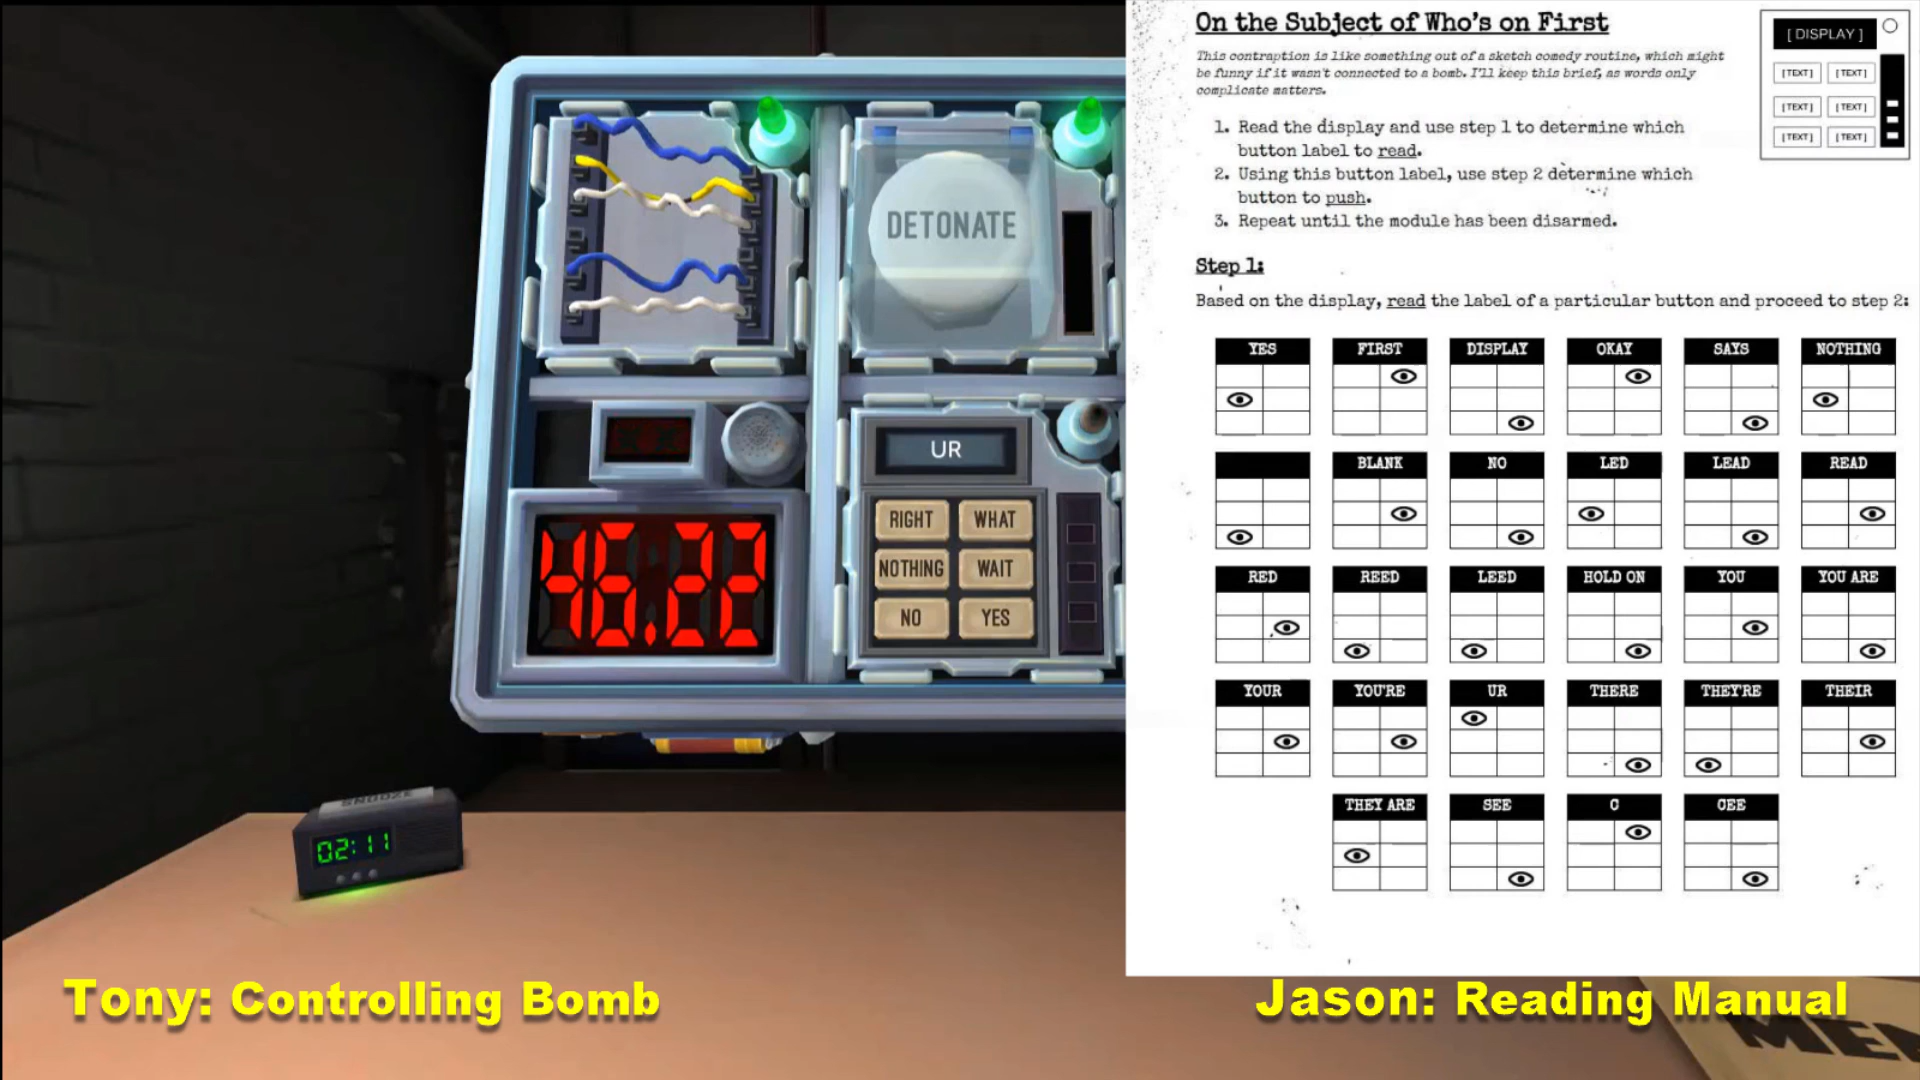 DETONATE
UR
RIGHT WHAT
NOTHING WAIT
NO YES
46.22
SNOOZE
02:11
Tony: Controlling Bomb
On the Subject of Who's on First
This contraption is like something out of a sketch comedy routine, which might
be funny if it wasn't connected to a bomb. I'll keep this brief, as words only
complicate matters.
[ DISPLAY ]
[TEXT] [TEXT]
[TEXT] [TEXT]
[TEXT] [TEXT]
1. Read the display and use step 1 to determine which
button label to read.
2. Using this button label, use step 2 determine which
button to push.
3. Repeat until the module has been disarmed.
Step 1:
Based on the display, read the label of a particular button and proceed to step 2:
YES FIRST DISPLAY OKAY SAYS NOTHING
BLANK NO LED LEAD READ
RED REED LEED HOLD ON YOU YOU ARE
YOUR YOU'RE UR THERE THEY'RE THEIR
THEY ARE SEE C CEE
Jason: Reading Manual